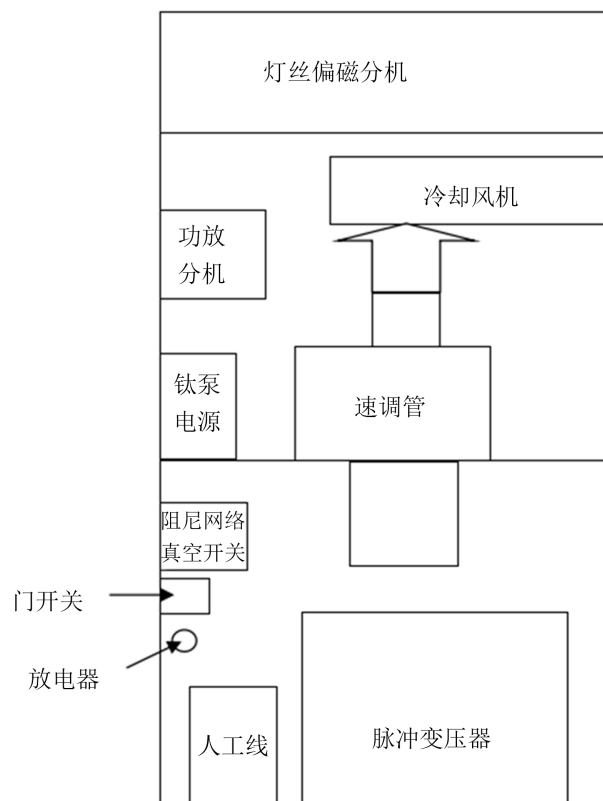 灯丝偏磁分机
冷却风机
功放
分机
钛泵
电源
速调管
阻尼网络
真空开关
门开关
放电器
人工线
脉冲变压器